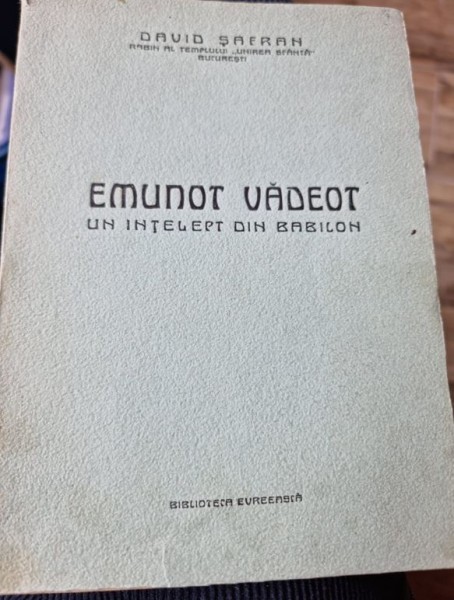 DAVID ŞAFRAN
RABIN AL TEMPLULUI „UNIREA SFÂNTĂ"
BUCUREŞTI
EMUNOT VĂDEOT
UN INŢELEPT DIN BABILON
BIBLIOTECA EVREEASCĂ